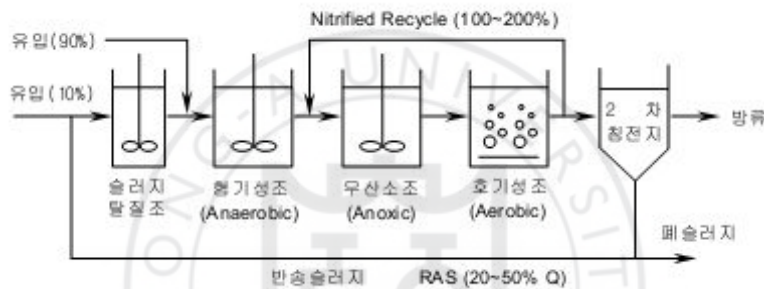 Nitrified Recycle (100~200%)
유입(90%)
유입(10%)
2 차
침전지
방류
슬러지
탈질조
혐기성조
(Anaerobic)
무산소조
(Anoxic)
호기성조
(Aerobic)
폐슬러지
반송슬러지 RAS (20~50% Q)